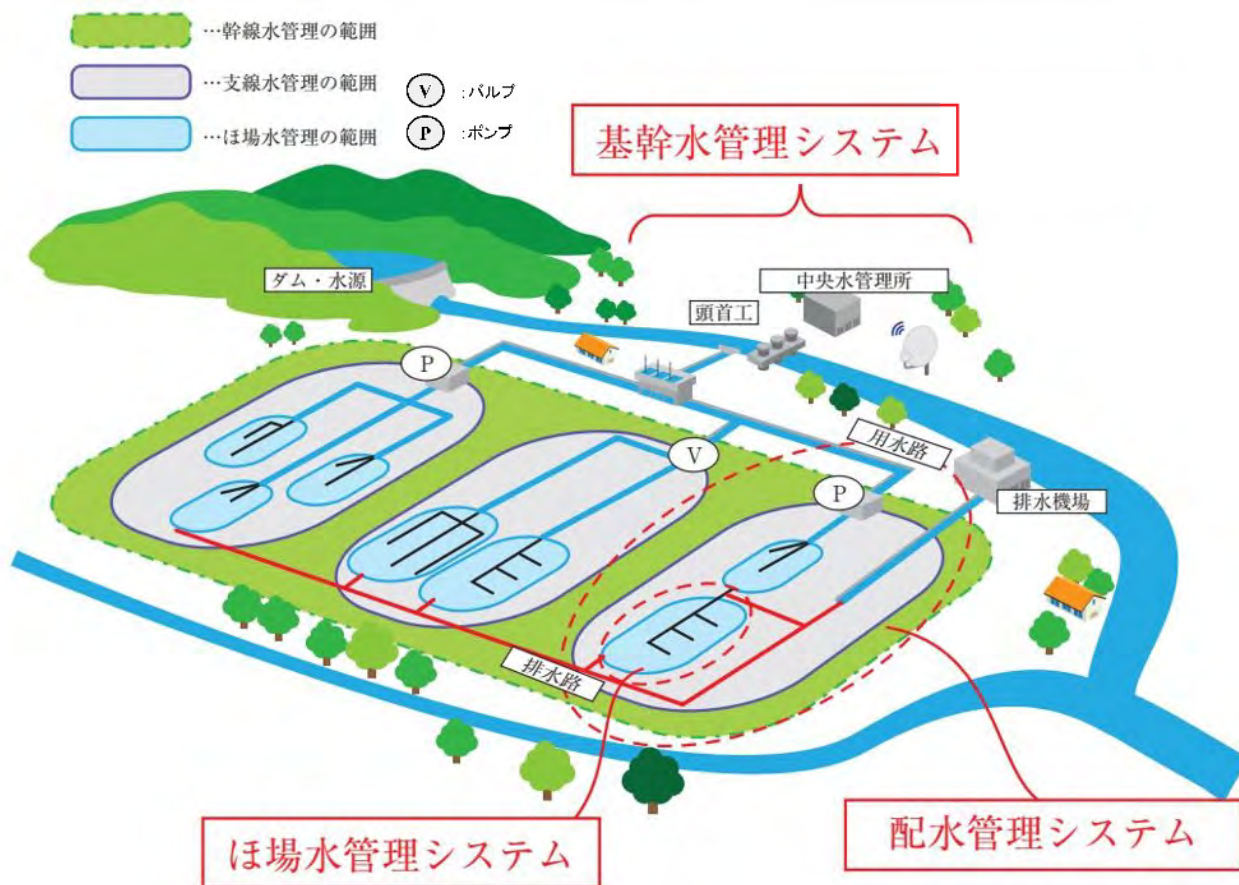 …幹線水管理の範囲
…支線水管理の範囲
…ほ場水管理の範囲
V :バルブ
P :ポンプ
基幹水管理システム
ダム・水源
中央水管理所
頭首工
P
用水路
V
P
排水機場
排水路
ほ場水管理システム
配水管理システム